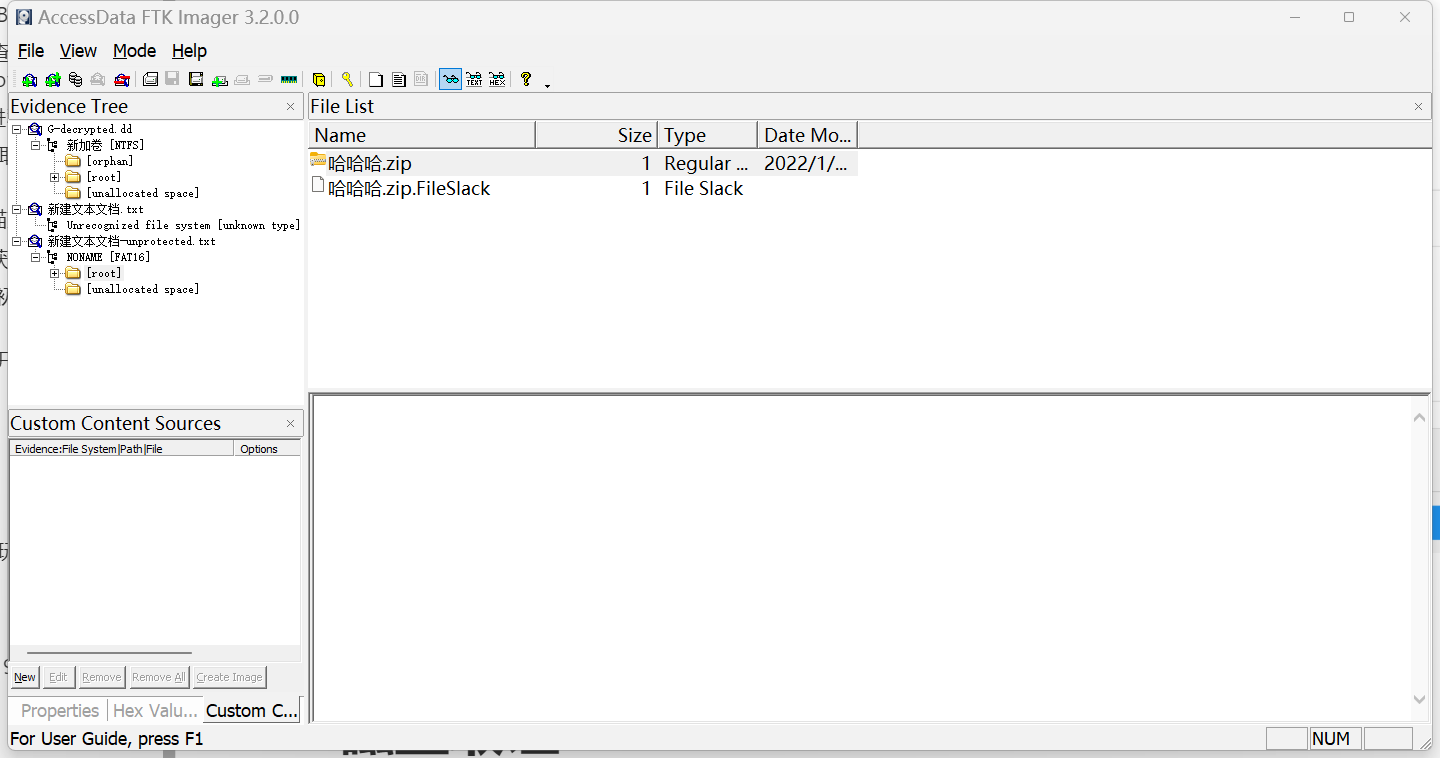 AccessData FTK Imager 3.2.0.0
File View Mode Help
Evidence Tree
G-decrypted.dd
新加卷 [NTFS]
[orphan]
[root]
[unallocated space]
新建文本文档.txt
Unrecognized file system [unknown type]
新建文本文档-unprotected.txt
NONAME [FAT16]
[root]
[unallocated space]
File List
Name Size Type Date Mo...
哈哈哈.zip 1 Regular ... 2022/1/...
哈哈哈.zip.FileSlack 1 File Slack
Custom Content Sources
Evidence:File System|Path|File Options
New Edit Remove Remove All Create Image
Properties Hex Valu... Custom C...
For User Guide, press F1
NUM